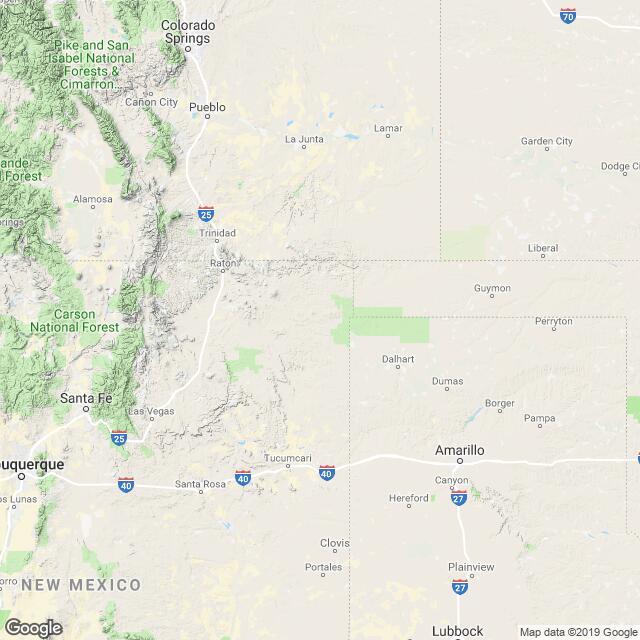 Colorado
Springs
70
Pike and San
Isabel National
Forests &
Cimarron...
Cañon City
Pueblo
La Junta
Lamar
Garden City
Dodge Ci
ande
l Forest
Alamosa
rings
25
Trinidad
Liberal
Raton
Guymon
Carson
National Forest
Perryton
Dalhart
Dumas
Santa Fe
Borger
Las Vegas
Pampa
25
Amarillo
Tucumcari
uquerque
40
40
Canyon
40
Santa Rosa
os Lunas
Hereford
27
Clovis
Portales
Plainview
orro
NEW MEXICO
27
Lubbock
Google
Map data ©2019 Google